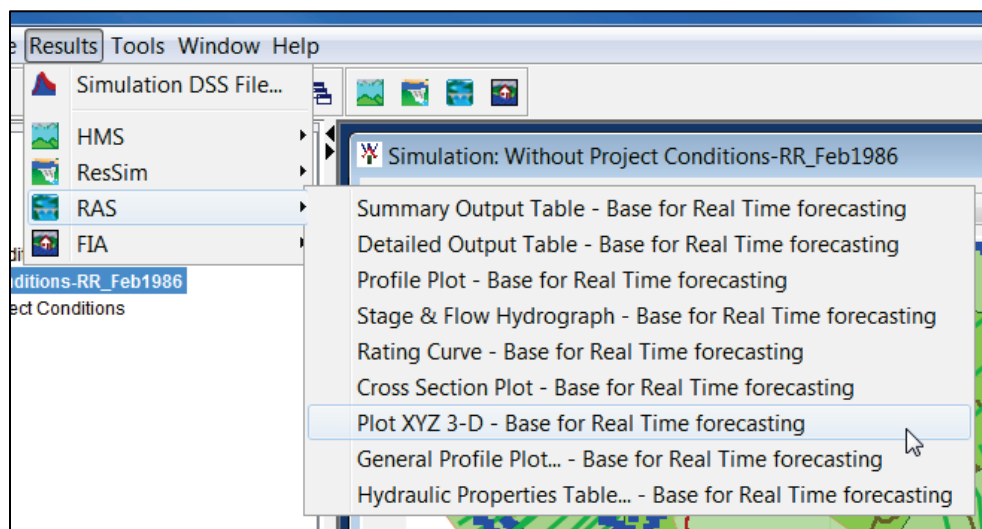 e Results Tools Window Help
Simulation DSS File...
HMS
ResSim
RAS
FIA
Simulation: Without Project Conditions-RR_Feb1986
Summary Output Table - Base for Real Time forecasting
Detailed Output Table - Base for Real Time forecasting
Profile Plot - Base for Real Time forecasting
Stage & Flow Hydrograph - Base for Real Time forecasting
Rating Curve - Base for Real Time forecasting
Cross Section Plot - Base for Real Time forecasting
Plot XYZ 3-D - Base for Real Time forecasting
General Profile Plot... - Base for Real Time forecasting
Hydraulic Properties Table... - Base for Real Time forecasting
nditions-RR_Feb1986
ect Conditions